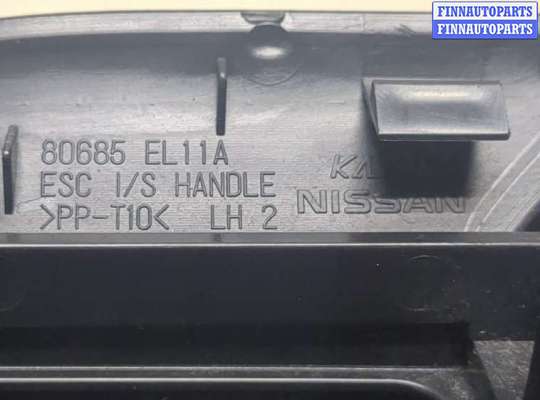 FINNAUTOPARTS
FINNAUTOPARTS
80685 EL11A
ESC I/S HANDLE
>PP-T10< LH 2
NISSAN